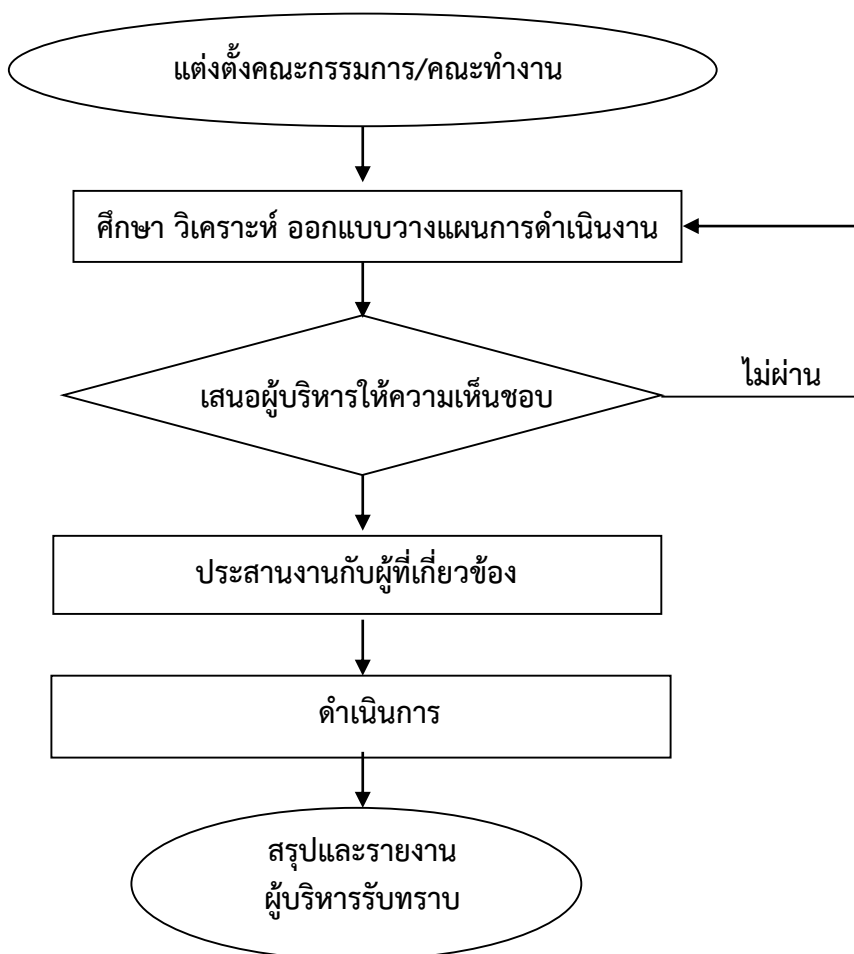 แต่งตั้งคณะกรรมการ/คณะทำงาน
ศึกษา วิเคราะห์ ออกแบบวางแผนการดำเนินงาน
เสนอผู้บริหารให้ความเห็นชอบ
ไม่ผ่าน
ประสานงานกับผู้ที่เกี่ยวข้อง
ดำเนินการ
สรุปและรายงาน
ผู้บริหารรับทราบ